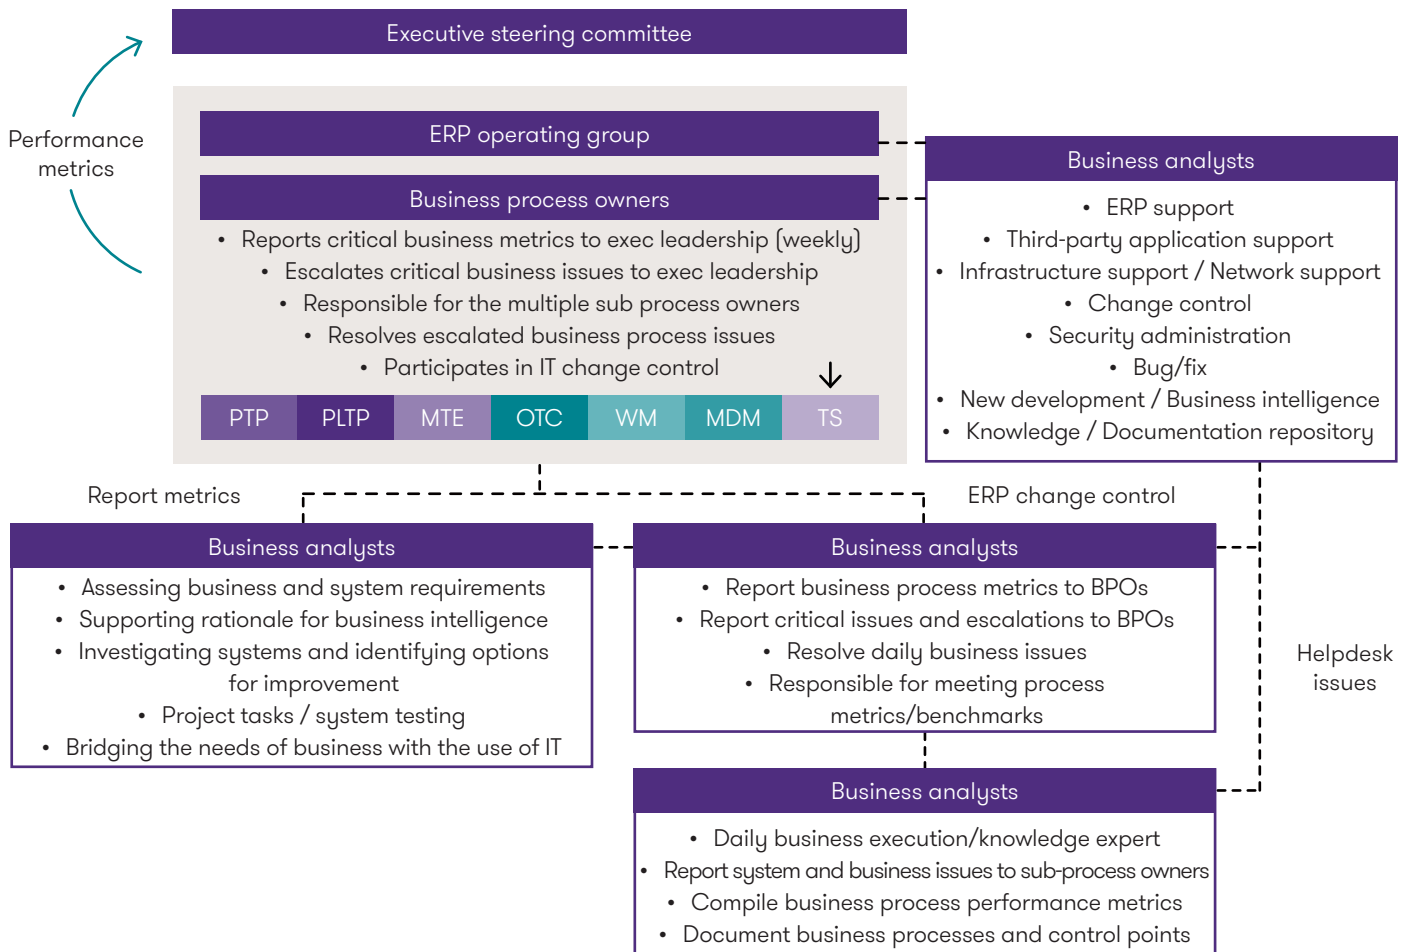 Executive steering committee
Performance
metrics
ERP operating group
Business process owners
• Reports critical business metrics to exec leadership (weekly)
• Escalates critical business issues to exec leadership
• Responsible for the multiple sub process owners
• Resolves escalated business process issues
• Participates in IT change control
PTP PLTP MTE OTC WM MDM TS
Business analysts
• ERP support
• Third-party application support
• Infrastructure support / Network support
• Change control
• Security administration
• Bug/fix
• New development / Business intelligence
• Knowledge / Documentation repository
Report metrics
ERP change control
Business analysts
• Assessing business and system requirements
• Supporting rationale for business intelligence
• Investigating systems and identifying options
for improvement
• Project tasks / system testing
• Bridging the needs of business with the use of IT
Business analysts
• Report business process metrics to BPOs
• Report critical issues and escalations to BPOs
• Resolve daily business issues
• Responsible for meeting process
metrics/benchmarks
Helpdesk
issues
Business analysts
• Daily business execution/knowledge expert
• Report system and business issues to sub-process owners
• Compile business process performance metrics
• Document business processes and control points